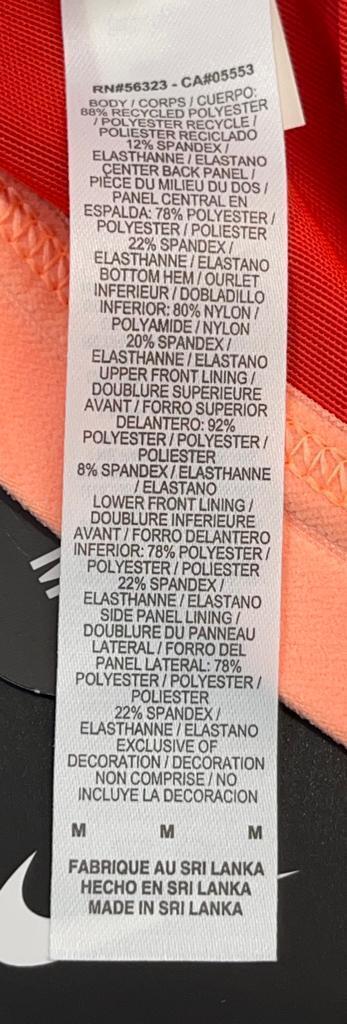 RN#56323 - CA#05553
BODY / CORPS / CUERPO:
88% RECYCLED POLYESTER
/ POLYESTER RECYCLE /
POLIESTER RECICLADO
12% SPANDEX /
ELASTHANNE / ELASTANO
CENTER BACK PANEL /
PIÈCE DU MILIEU DU DOS /
PANEL CENTRAL EN
ESPALDA: 78% POLYESTER /
POLYESTER / POLIESTER
22% SPANDEX /
ELASTHANNE / ELASTANO
BOTTOM HEM / OURLET
INFERIEUR / DOBLADILLO
INFERIOR: 80% NYLON /
POLYAMIDE / NYLON
20% SPANDEX /
ELASTHANNE / ELASTANO
UPPER FRONT LINING /
DOUBLURE SUPERIEURE
AVANT / FORRO SUPERIOR
DELANTERO: 92%
POLYESTER / POLYESTER /
POLIESTER
8% SPANDEX / ELASTHANNE
/ ELASTANO
LOWER FRONT LINING /
DOUBLURE INFERIEURE
AVANT / FORRO DELANTERO
INFERIOR: 78% POLYESTER /
POLYESTER / POLIESTER
22% SPANDEX /
ELASTHANNE / ELASTANO
SIDE PANEL LINING /
DOUBLURE DU PANNEAU
LATERAL / FORRO DEL
PANEL LATERAL: 78%
POLYESTER / POLYESTER /
POLIESTER
22% SPANDEX /
ELASTHANNE / ELASTANO
EXCLUSIVE OF
DECORATION / DECORATION
NON COMPRISE / NO
INCLUYE LA DECORACION
M M M
FABRIQUE AU SRI LANKA
HECHO EN SRI LANKA
MADE IN SRI LANKA